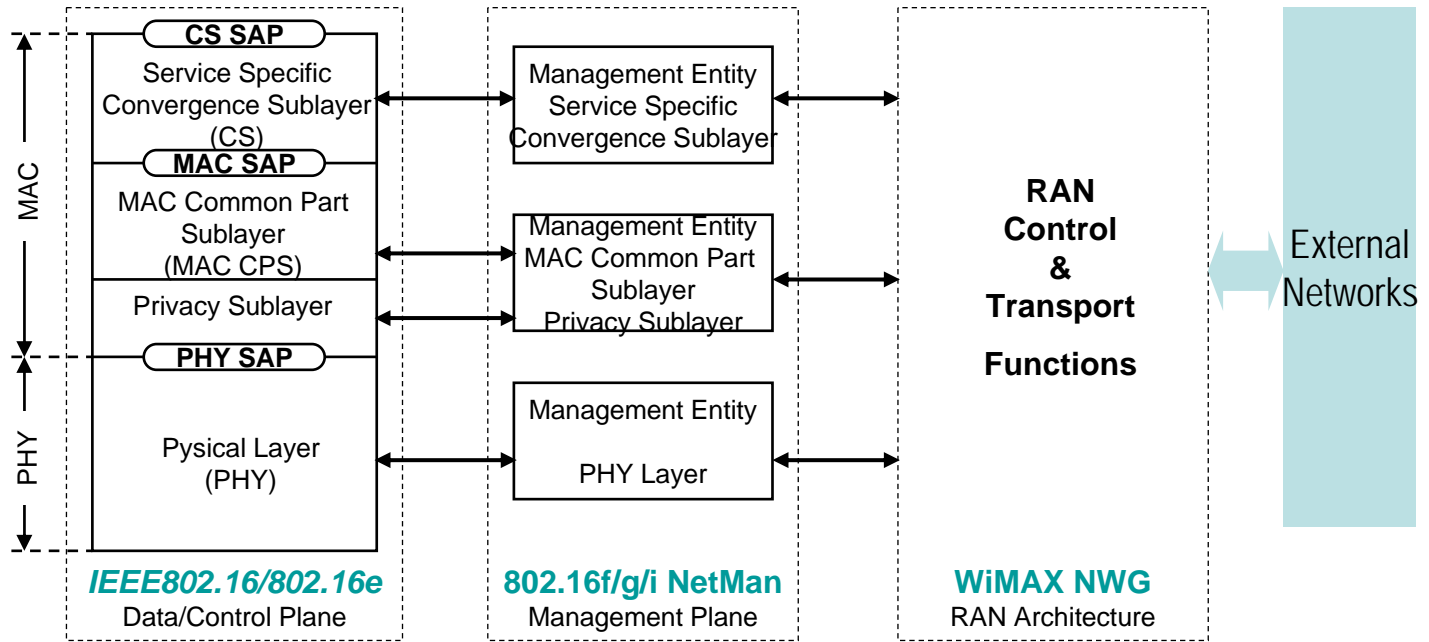 MAC
PHY
CS SAP
Service Specific
Convergence Sublayer
(CS)
MAC SAP
MAC Common Part
Sublayer
(MAC CPS)
Privacy Sublayer
PHY SAP
Pysical Layer
(PHY)
IEEE802.16/802.16e
Data/Control Plane
Management Entity
Service Specific
Convergence Sublayer
Management Entity
MAC Common Part
Sublayer
Privacy Sublayer
Management Entity
PHY Layer
802.16f/g/i NetMan
Management Plane
RAN
Control
&
Transport
Functions
WiMAX NWG
RAN Architecture
External
Networks